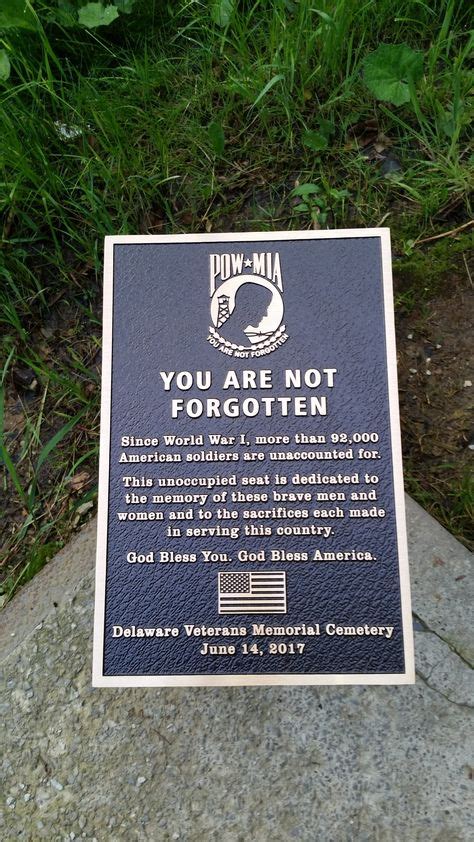 POW★MIA
YOU ARE NOT FORGOTTEN
YOU ARE NOT
FORGOTTEN
Since World War I, more than 92,000
American soldiers are unaccounted for.
This unoccupied seat is dedicated to
the memory of these brave men and
women and to the sacrifices each made
in serving this country.
God Bless You. God Bless America.
Delaware Veterans Memorial Cemetery
June 14, 2017